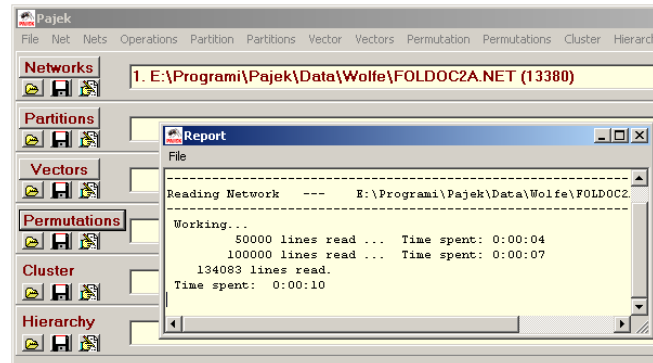 Pajek
File Net Nets Operations Partition Partitions Vector Vectors Permutation Permutations Cluster Hierarc
Networks
1. E:\Programi\Pajek\Data\Wolfe\FOLDOC2A.NET (13380)
Partitions
Report
File
Vectors
Reading Network --- E:\Programi\Pajek\Data\Wolfe\FOLDOC2
Permutations
Working...
50000 lines read ... Time spent: 0:00:04
100000 lines read ... Time spent: 0:00:07
134083 lines read.
Time spent: 0:00:10
Cluster
Hierarchy